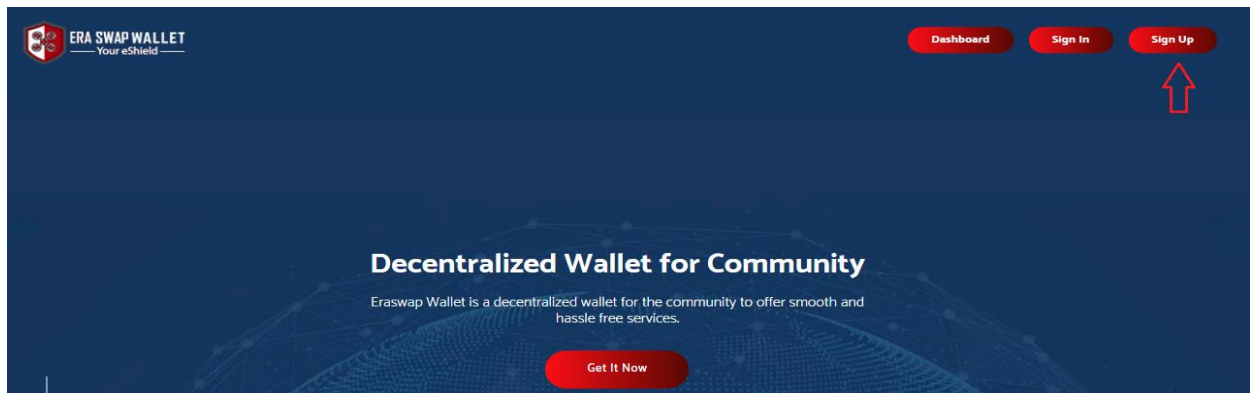 ERA SWAP WALLET
Your eShield
Dashboard
Sign In
Sign Up
Decentralized Wallet for Community
Eraswap Wallet is a decentralized wallet for the community to offer smooth and
hassle free services.
Get It Now